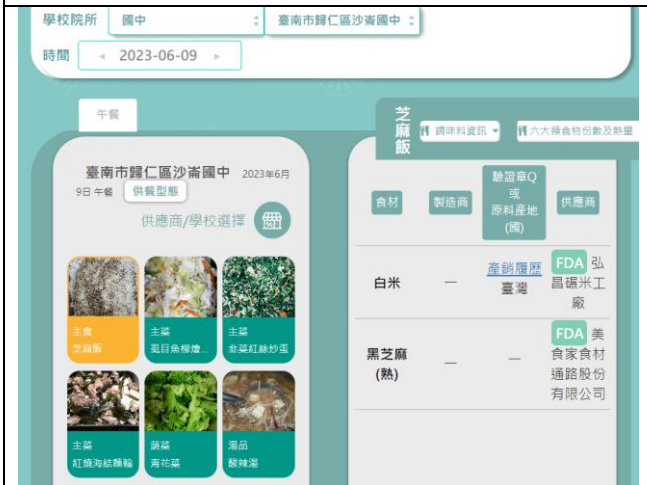 學校院所 國中 臺南市歸仁區沙崙國中
時間 2023-06-09
午餐
臺南市歸仁區沙崙國中 2023年6月
9日 午餐 供餐型態
供應商/學校選擇
主食
芝麻飯
主菜
虱目魚柳燴...
主菜
韭菜紅絲炒蛋
主菜
紅燒海結麵輪
蔬菜
青花菜
湯品
酸辣湯
芝麻飯 調味料資訊 六大類食物份數及熱量
食材 製造商 驗證章Q
或
原料產地
(國) 供應商
白米 — 產銷履歷
臺灣 FDA 弘
昌碾米工
廠
黑芝麻
(熟) — — FDA 美
食家食材
通路股份
有限公司